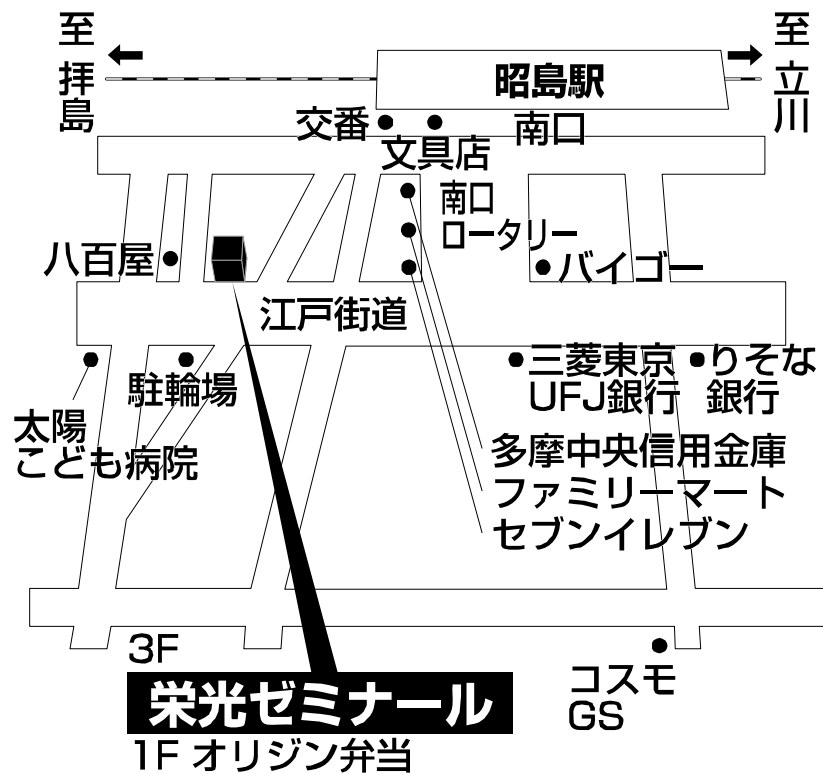 至
拝島
至
立川
昭島駅
交番
南口
文具店
南口
ロータリー
八百屋
バイゴー
江戸街道
三菱東京
UFJ銀行
りそな
銀行
駐輪場
太陽
こども病院
多摩中央信用金庫
ファミリーマート
セブンイレブン
3F
栄光ゼミナール
1F オリジン弁当
コスモ
GS